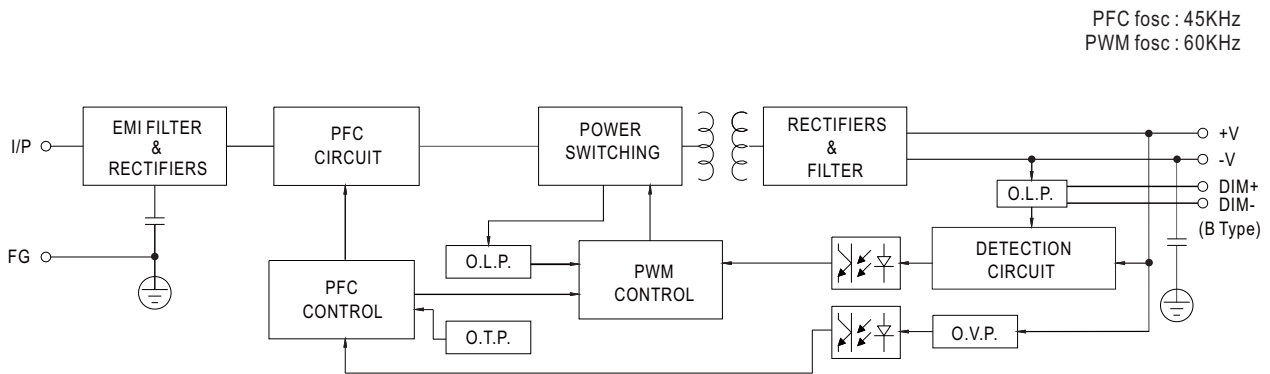 PFC fosc : 45KHz
PWM fosc : 60KHz
I/P
EMI FILTER
&
RECTIFIERS
PFC
CIRCUIT
POWER
SWITCHING
RECTIFIERS
&
FILTER
+V
-V
DIM+
DIM-
(B Type)
O.L.P.
FG
O.L.P.
PWM
CONTROL
DETECTION
CIRCUIT
PFC
CONTROL
O.T.P.
O.V.P.